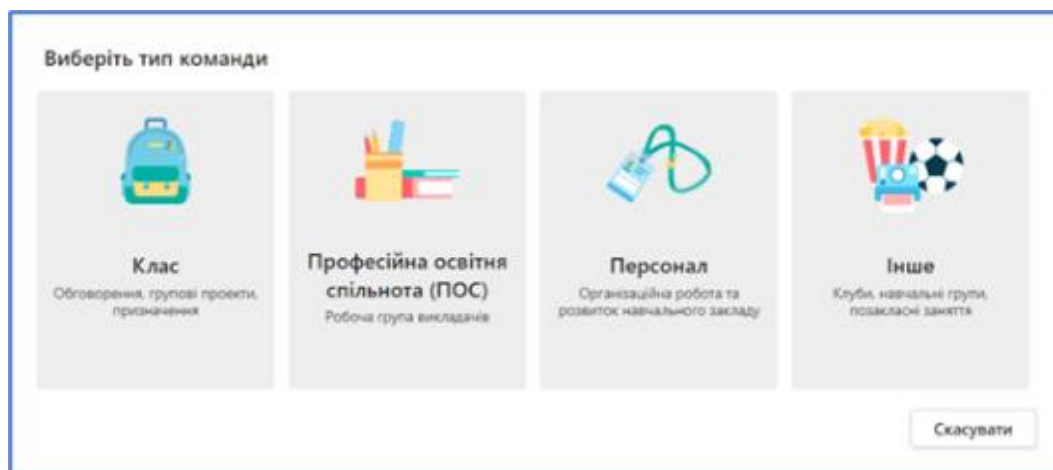 Виберіть тип команди
Клас
Обговорення, групові проекти,
призначення
Професійна освітня
спільнота (ПОС)
Робоча група викладачів
Персонал
Організаційна робота та
розвиток навчального закладу
Інше
Клуби, навчальні групи,
позакласні заняття
Скасувати